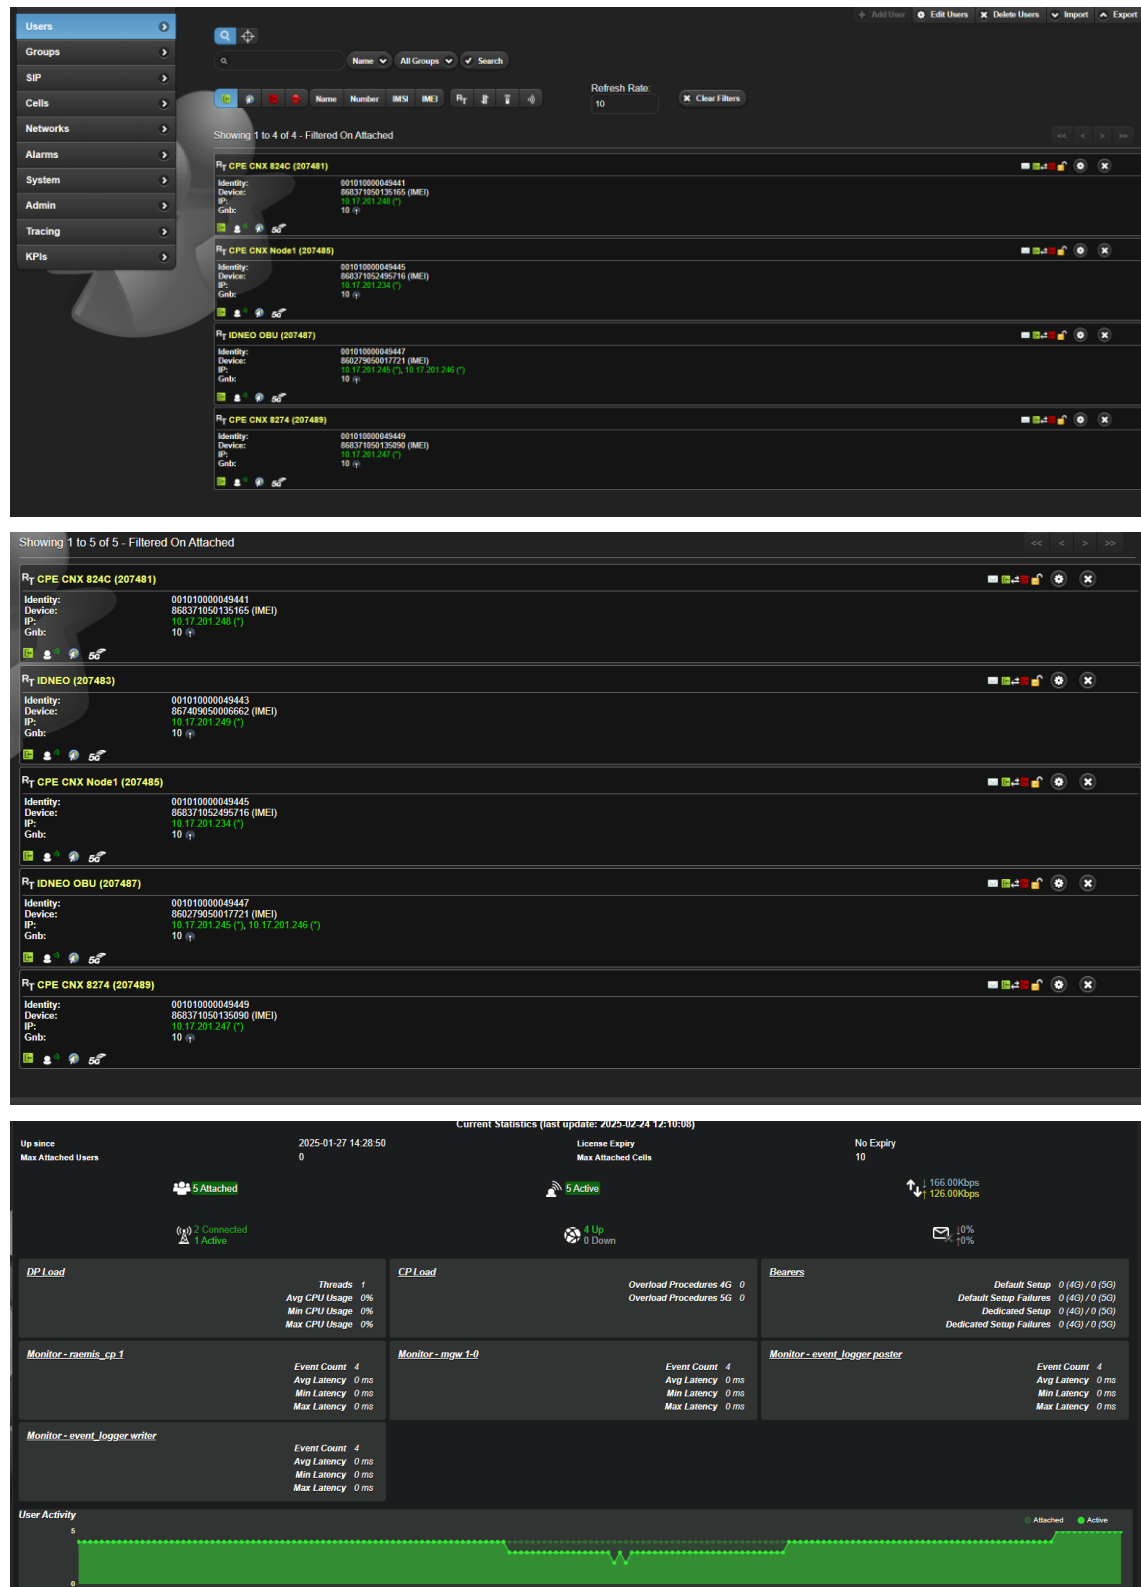 Users
Groups
SIP
Cells
Networks
Alarms
System
Admin
Tracing
KPIs
Add User Edit Users Delete Users Import Export
Name All Groups Search
Name Number IMSI IMEI RT
Refresh Rate:
10
Clear Filters
Showing 1 to 4 of 4 - Filtered On Attached
<< < > >>
RT CPE CNX 824C (207481)
Identity: 001010000049441
Device: 868371050135165 (IMEI)
IP: 10.17.201.248 (*)
Gnb: 10
5G
RT CPE CNX Node1 (207485)
Identity: 001010000049445
Device: 868371052495716 (IMEI)
IP: 10.17.201.234 (*)
Gnb: 10
5G
RT IDNEO OBU (207487)
Identity: 001010000049447
Device: 860279050017721 (IMEI)
IP: 10.17.201.245 (*), 10.17.201.246 (*)
Gnb: 10
5G
RT CPE CNX 8274 (207489)
Identity: 001010000049449
Device: 868371050135090 (IMEI)
IP: 10.17.201.247 (*)
Gnb: 10
5G
Showing 1 to 5 of 5 - Filtered On Attached
<< < > >>
RT CPE CNX 824C (207481)
Identity: 001010000049441
Device: 868371050135165 (IMEI)
IP: 10.17.201.248 (*)
Gnb: 10
5G
RT IDNEO (207483)
Identity: 001010000049443
Device: 867409050006662 (IMEI)
IP: 10.17.201.249 (*)
Gnb: 10
5G
RT CPE CNX Node1 (207485)
Identity: 001010000049445
Device: 868371052495716 (IMEI)
IP: 10.17.201.234 (*)
Gnb: 10
5G
RT IDNEO OBU (207487)
Identity: 001010000049447
Device: 860279050017721 (IMEI)
IP: 10.17.201.245 (*), 10.17.201.246 (*)
Gnb: 10
5G
RT CPE CNX 8274 (207489)
Identity: 001010000049449
Device: 868371050135090 (IMEI)
IP: 10.17.201.247 (*)
Gnb: 10
5G
Current Statistics (last update: 2025-02-24 12:10:08)
Up since 2025-01-27 14:28:50 License Expiry No Expiry
Max Attached Users 0 Max Attached Cells 10
5 Attached 5 Active ↓ 166.00Kbps
↑ 126.00Kbps
2 Connected 4 Up ↓0%
1 Active 0 Down ↑0%
DP Load
Threads 1
Avg CPU Usage 0%
Min CPU Usage 0%
Max CPU Usage 0%
CP Load
Overload Procedures 4G 0
Overload Procedures 5G 0
Bearers
Default Setup 0 (4G) / 0 (5G)
Default Setup Failures 0 (4G) / 0 (5G)
Dedicated Setup 0 (4G) / 0 (5G)
Dedicated Setup Failures 0 (4G) / 0 (5G)
Monitor - raemis_cp 1
Event Count 4
Avg Latency 0 ms
Min Latency 0 ms
Max Latency 0 ms
Monitor - mgw 1-0
Event Count 4
Avg Latency 0 ms
Min Latency 0 ms
Max Latency 0 ms
Monitor - event_logger poster
Event Count 4
Avg Latency 0 ms
Min Latency 0 ms
Max Latency 0 ms
Monitor - event_logger writer
Event Count 4
Avg Latency 0 ms
Min Latency 0 ms
Max Latency 0 ms
User Activity
Attached Active
5
0